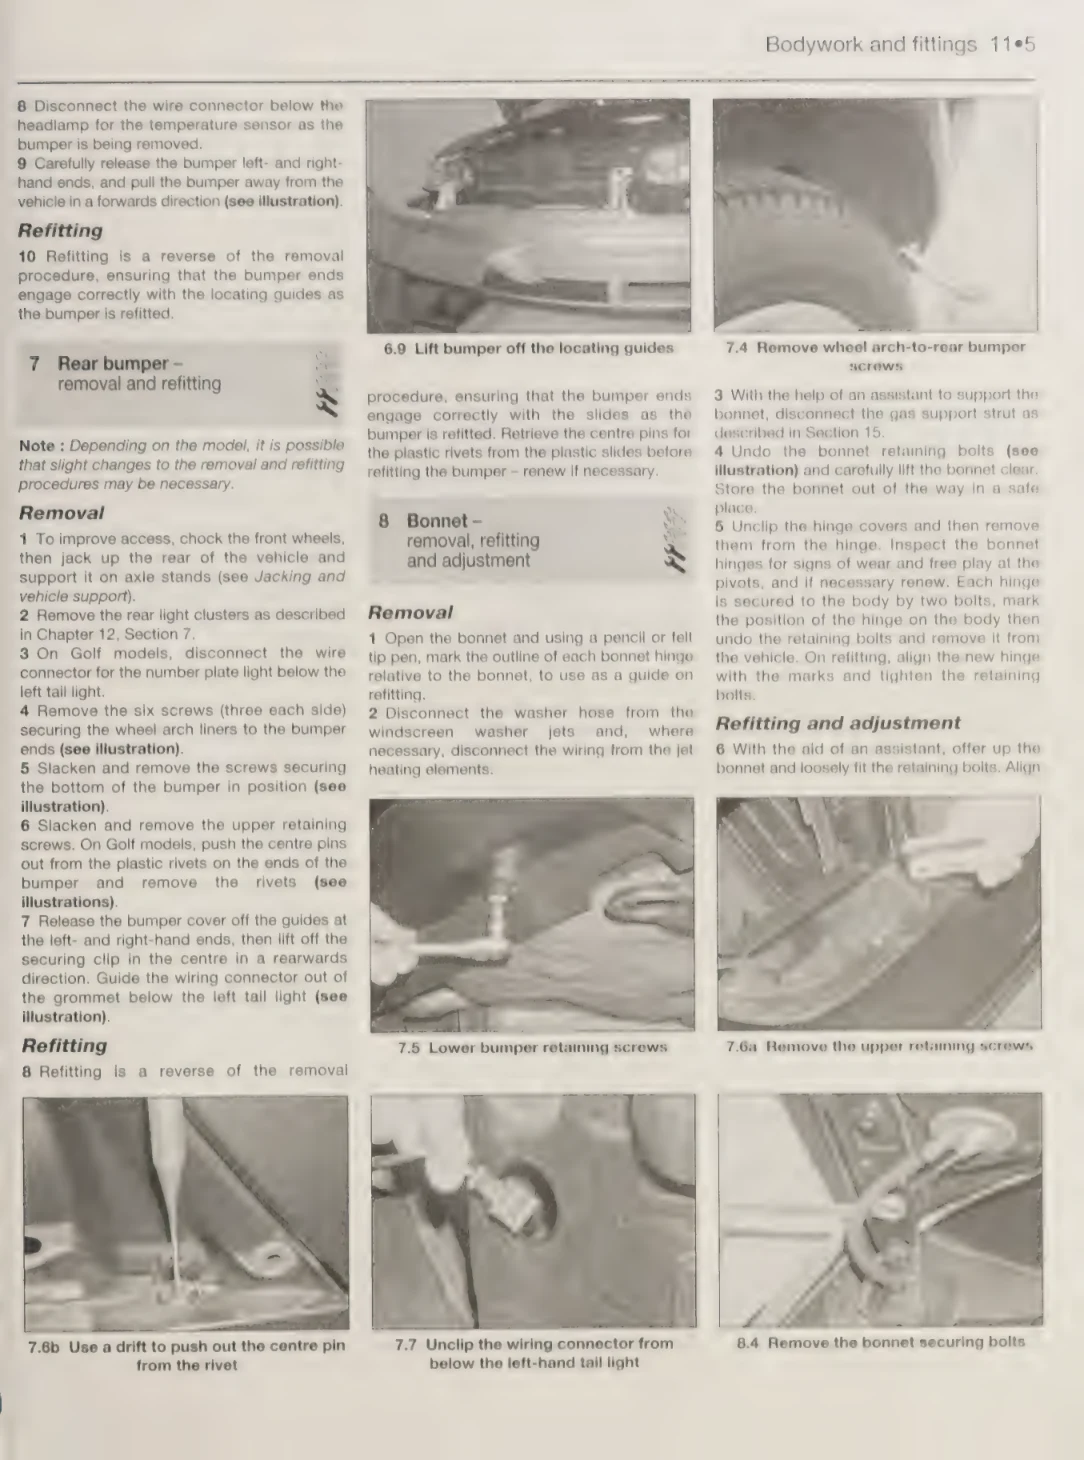 Bodywork and fittings 11•5
8 Disconnect the wire connector below the
headlamp for the temperature sensor as the
bumper is being removed.
9 Carefully release the bumper left- and right-
hand ends, and pull the bumper away from the
vehicle in a forwards direction (see illustration).
Refitting
10 Refitting is a reverse of the removal
procedure, ensuring that the bumper ends
engage correctly with the locating guides as
the bumper is refitted.
7 Rear bumper –
removal and refitting
Note : Depending on the model, it is possible
that slight changes to the removal and refitting
procedures may be necessary.
Removal
1 To improve access, chock the front wheels,
then jack up the rear of the vehicle and
support it on axle stands (see Jacking and
vehicle support).
2 Remove the rear light clusters as described
in Chapter 12, Section 7.
3 On Golf models, disconnect the wire
connector for the number plate light below the
left tail light.
4 Remove the six screws (three each side)
securing the wheel arch liners to the bumper
ends (see illustration).
5 Slacken and remove the screws securing
the bottom of the bumper in position (see
illustration).
6 Slacken and remove the upper retaining
screws. On Golf models, push the centre pins
out from the plastic rivets on the ends of the
bumper and remove the rivets (see
illustrations).
7 Release the bumper cover off the guides at
the left- and right-hand ends, then lift off the
securing clip in the centre in a rearwards
direction. Guide the wiring connector out of
the grommet below the left tail light (see
illustration).
Refitting
8 Refitting is a reverse of the removal
7.6b Use a drift to push out the centre pin
from the rivet
6.9 Lift bumper off the locating guides
procedure, ensuring that the bumper ends
engage correctly with the slides as the
bumper is refitted. Retrieve the centre pins for
the plastic rivets from the plastic slides before
refitting the bumper – renew if necessary.
8 Bonnet –
removal, refitting
and adjustment
Removal
1 Open the bonnet and using a pencil or felt
tip pen, mark the outline of each bonnet hinge
relative to the bonnet, to use as a guide on
refitting.
2 Disconnect the washer hose from the
windscreen washer jets and, where
necessary, disconnect the wiring from the jet
heating elements.
7.5 Lower bumper retaining screws
7.7 Unclip the wiring connector from
below the left-hand tail light
7.4 Remove wheel arch-to-rear bumper
screws
3 With the help of an assistant to support the
bonnet, disconnect the gas support strut as
described in Section 15.
4 Undo the bonnet retaining bolts (see
illustration) and carefully lift the bonnet clear.
Store the bonnet out of the way in a safe
place.
5 Unclip the hinge covers and then remove
them from the hinge. Inspect the bonnet
hinges for signs of wear and free play at the
pivots, and if necessary renew. Each hinge
is secured to the body by two bolts, mark
the position of the hinge on the body then
undo the retaining bolts and remove it from
the vehicle. On refitting, align the new hinge
with the marks and tighten the retaining
bolts.
Refitting and adjustment
6 With the aid of an assistant, offer up the
bonnet and loosely fit the retaining bolts. Align
7.6a Remove the upper retaining screws
8.4 Remove the bonnet securing bolts